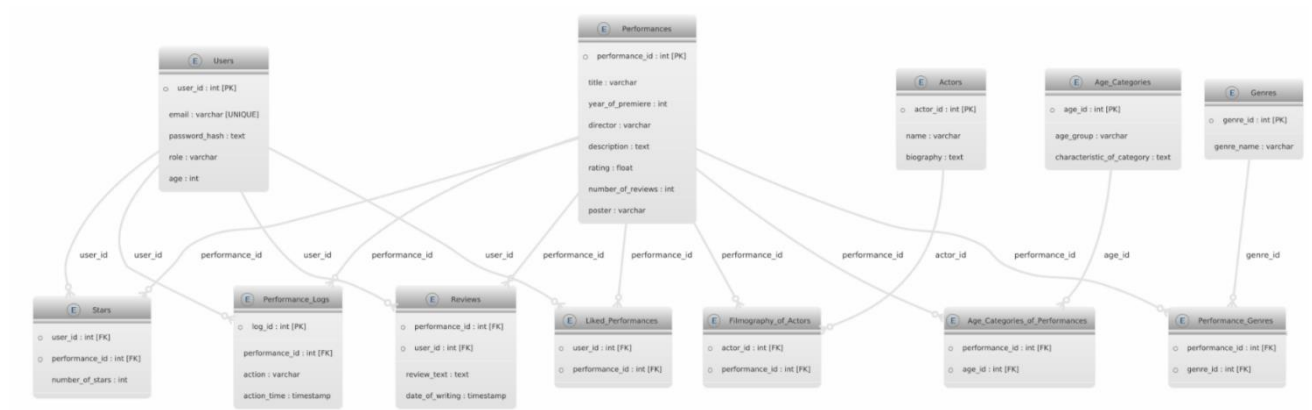 E Users
user_id : int [PK]
email : varchar [UNIQUE]
password_hash : text
role : varchar
age : int
E Performances
performance_id : int [PK]
title : varchar
year_of_premiere : int
director : varchar
description : text
rating : float
number_of_reviews : int
poster : varchar
E Actors
actor_id : int [PK]
name : varchar
biography : text
E Age_Categories
age_id : int [PK]
age_group : varchar
characteristic_of_category : text
E Genres
genre_id : int [PK]
genre_name : varchar
user_id
user_id
performance_id
user_id
performance_id
user_id
performance_id
performance_id
performance_id
actor_id
performance_id
age_id
genre_id
E Stars
user_id : int [FK]
performance_id : int [FK]
number_of_stars : int
E Performance_Logs
log_id : int [PK]
performance_id : int [FK]
action : varchar
action_time : timestamp
E Reviews
performance_id : int [FK]
user_id : int [FK]
review_text : text
date_of_writing : timestamp
E Liked_Performances
user_id : int [FK]
performance_id : int [FK]
E Filmography_of_Actors
actor_id : int [FK]
performance_id : int [FK]
E Age_Categories_of_Performances
performance_id : int [FK]
age_id : int [FK]
E Performance_Genres
performance_id : int [FK]
genre_id : int [FK]